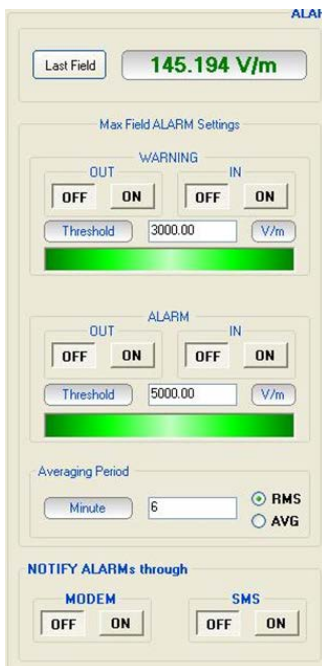 ALAR
Last Field 145.194 V/m
Max Field ALARM Settings
WARNING
OUT IN
OFF ON OFF ON
Threshold 3000.00 V/m
ALARM
OUT IN
OFF ON OFF ON
Threshold 5000.00 V/m
Averaging Period
Minute 6 RMS
AVG
NOTIFY ALARMs through
MODEM SMS
OFF ON OFF ON